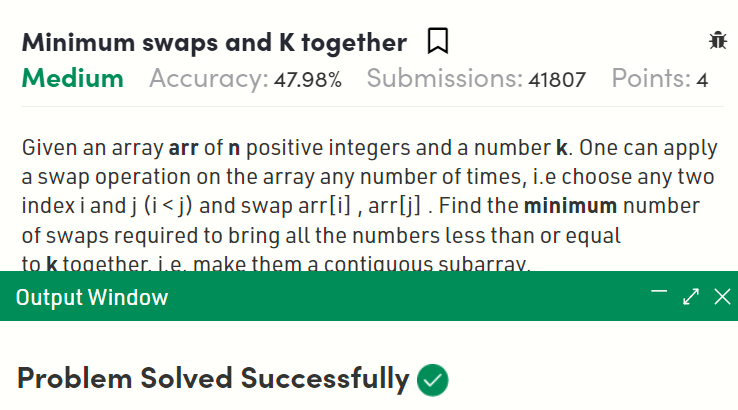 Minimum swaps and K together
Medium Accuracy: 47.98% Submissions: 41807 Points: 4
Given an array arr of n positive integers and a number k. One can apply
a swap operation on the array any number of times, i.e choose any two
index i and j (i < j) and swap arr[i] , arr[j] . Find the minimum number
of swaps required to bring all the numbers less than or equal
to k together, i.e. make them a contiguous subarray.
Output Window
Problem Solved Successfully